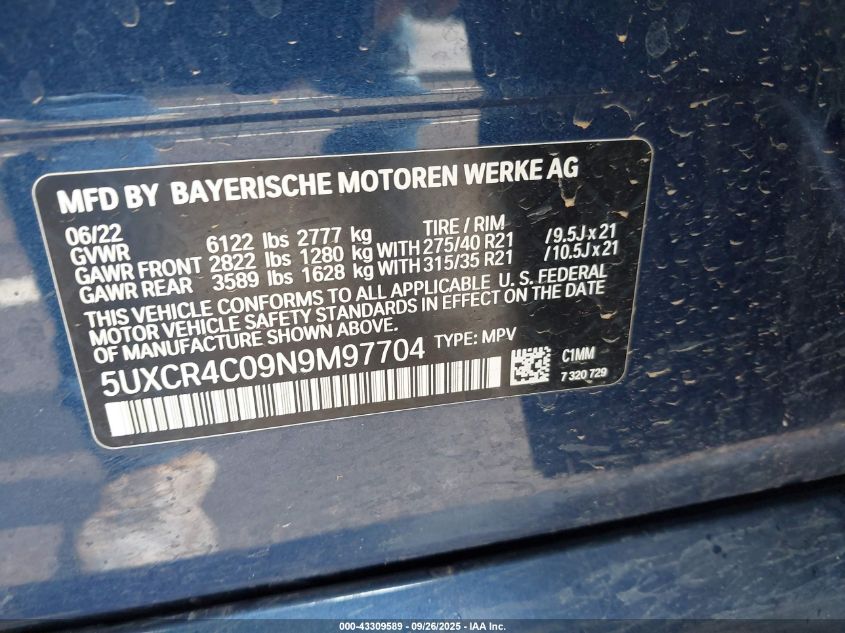 MFD BY BAYERISCHE MOTOREN WERKE AG
06/22 TIRE / RIM
GVWR 6122 lbs 2777 kg
GAWR FRONT 2822 lbs 1280 kg WITH 275/40 R21 / 9.5J x 21
GAWR REAR 3589 lbs 1628 kg WITH 315/35 R21 / 10.5J x 21
THIS VEHICLE CONFORMS TO ALL APPLICABLE U.S. FEDERAL
MOTOR VEHICLE SAFETY STANDARDS IN EFFECT ON THE DATE
OF MANUFACTURE SHOWN ABOVE.
5UXCR4C09N9M97704 TYPE: MPV
C1MM
7 320 729
000-43309589 - 09/26/2025 - IAA Inc.